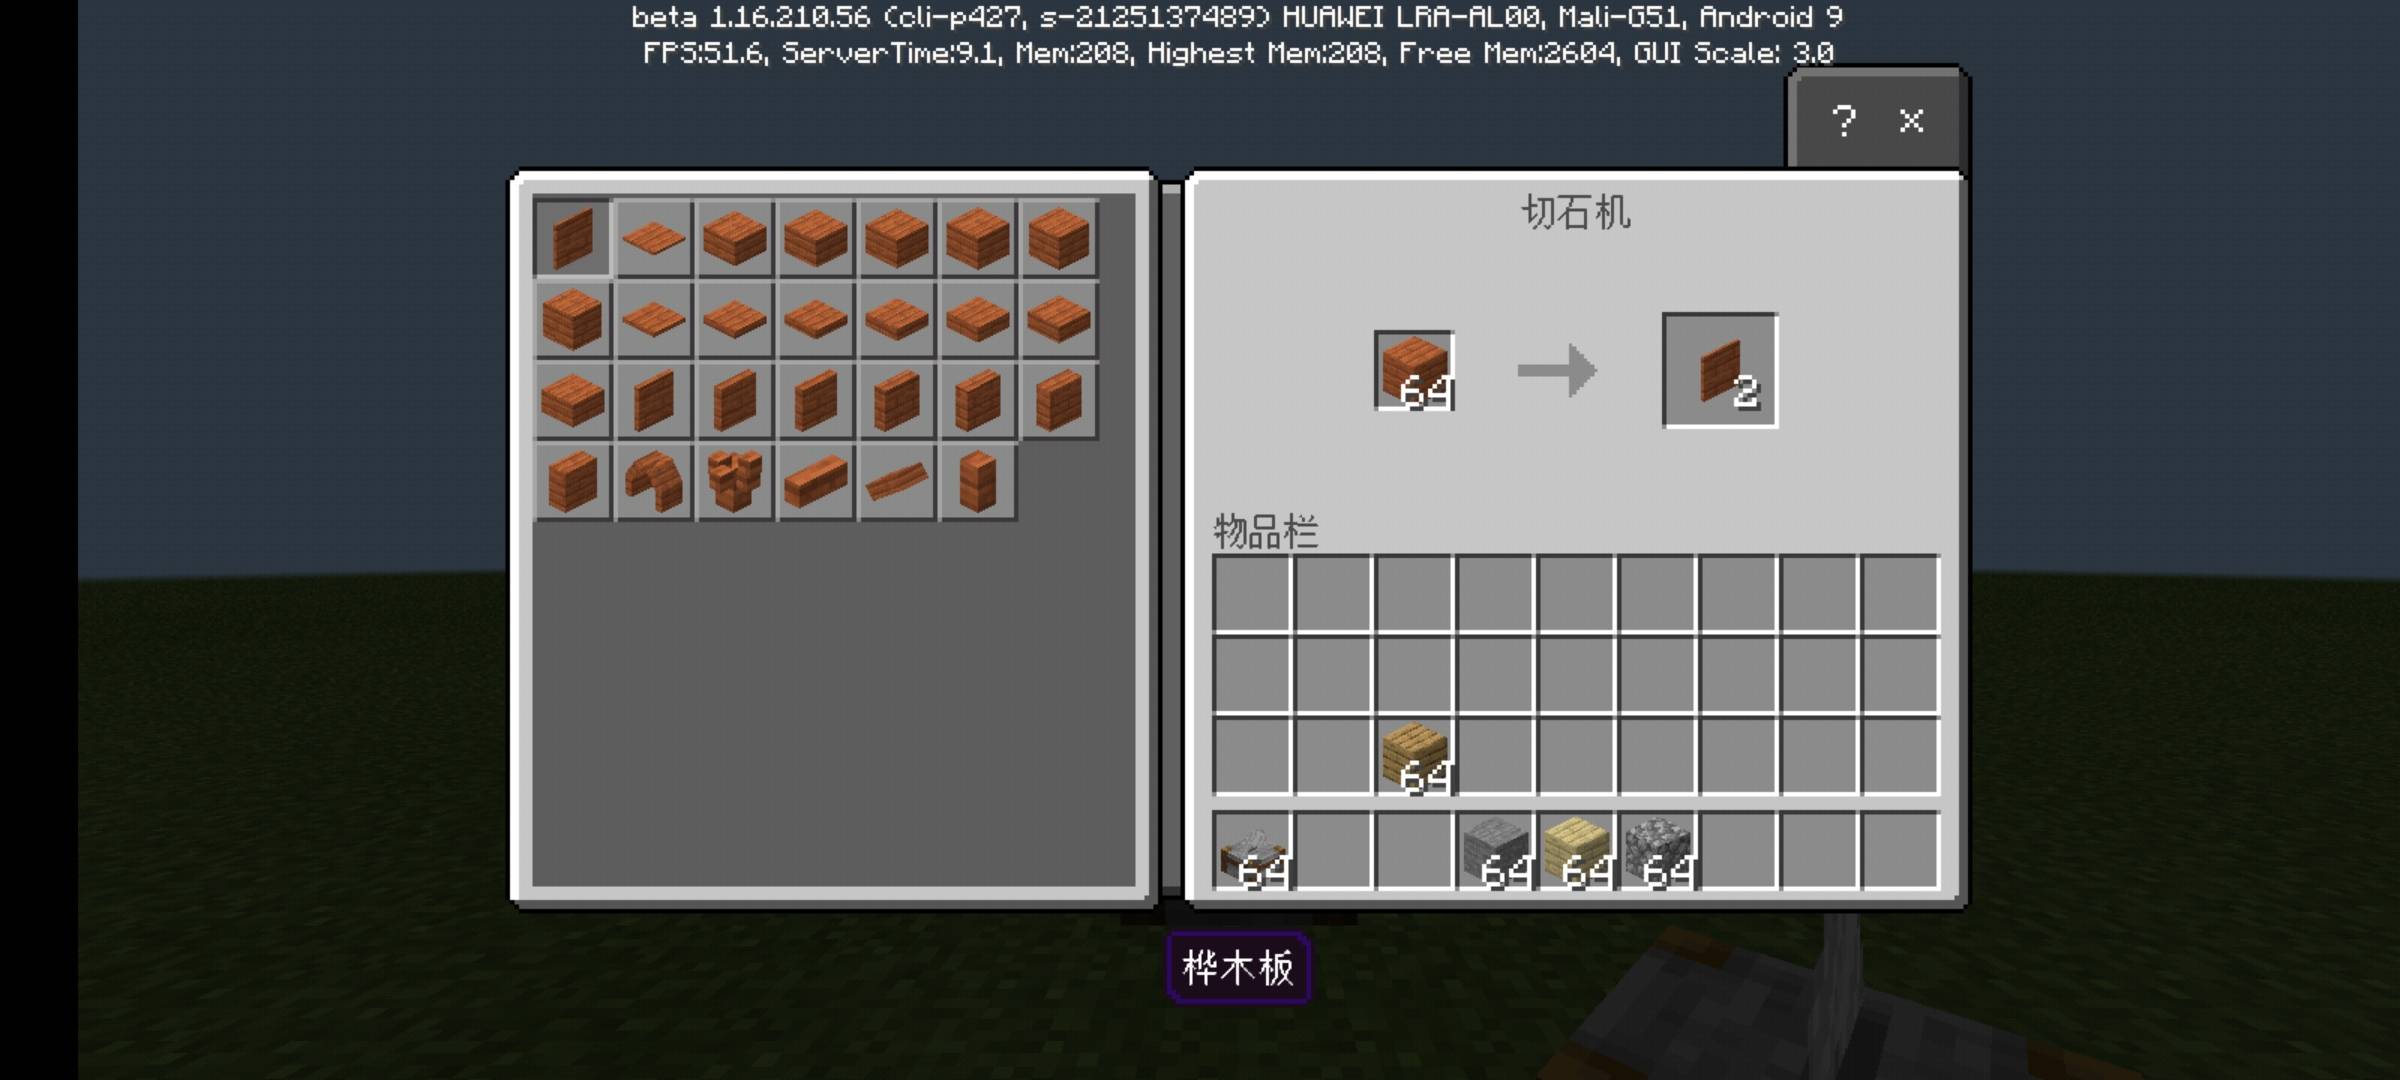 beta 1.16.210.56 (cli-p427, s-2125137489) HUAWEI LRA-AL00, Mali-G51, Android 9
FPS:51.6, ServerTime:9.1, Mem:208, Highest Mem:208, Free Mem:2604, GUI Scale: 3.0
? x
切石机
64
2
物品栏
64
64 64 64 64
桦木板